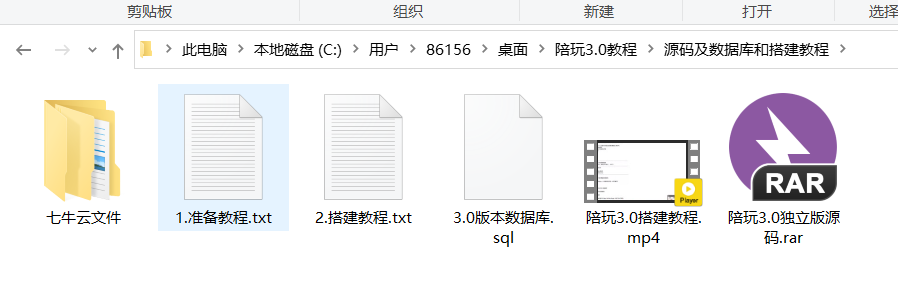 剪贴板 组织 新建 打开 选择
此电脑 本地磁盘 (C:) 用户 86156 桌面 陪玩3.0教程 源码及数据库和搭建教程
RAR
Player
七牛云文件 1.准备教程.txt 2.搭建教程.txt 3.0版本数据库. 陪玩3.0搭建教程. 陪玩3.0独立版源
sql mp4 码.rar